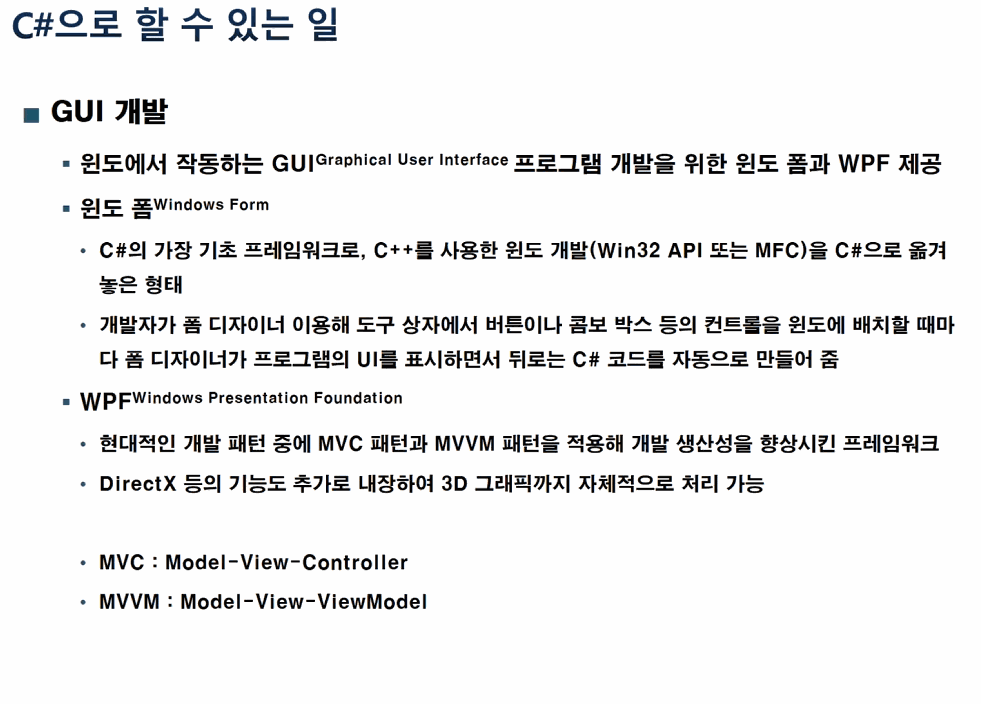 C#으로 할 수 있는 일
■ GUI 개발
▪ 윈도에서 작동하는 GUIGraphical User Interface 프로그램 개발을 위한 윈도 폼과 WPF 제공
▪ 윈도 폼Windows Form
• C#의 가장 기초 프레임워크로, C++를 사용한 윈도 개발(Win32 API 또는 MFC)을 C#으로 옮겨
놓은 형태
• 개발자가 폼 디자이너 이용해 도구 상자에서 버튼이나 콤보 박스 등의 컨트롤을 윈도에 배치할 때마
다 폼 디자이너가 프로그램의 UI를 표시하면서 뒤로는 C# 코드를 자동으로 만들어 줌
▪ WPFWindows Presentation Foundation
• 현대적인 개발 패턴 중에 MVC 패턴과 MVVM 패턴을 적용해 개발 생산성을 향상시킨 프레임워크
• DirectX 등의 기능도 추가로 내장하여 3D 그래픽까지 자체적으로 처리 가능
• MVC : Model-View-Controller
• MVVM : Model-View-ViewModel